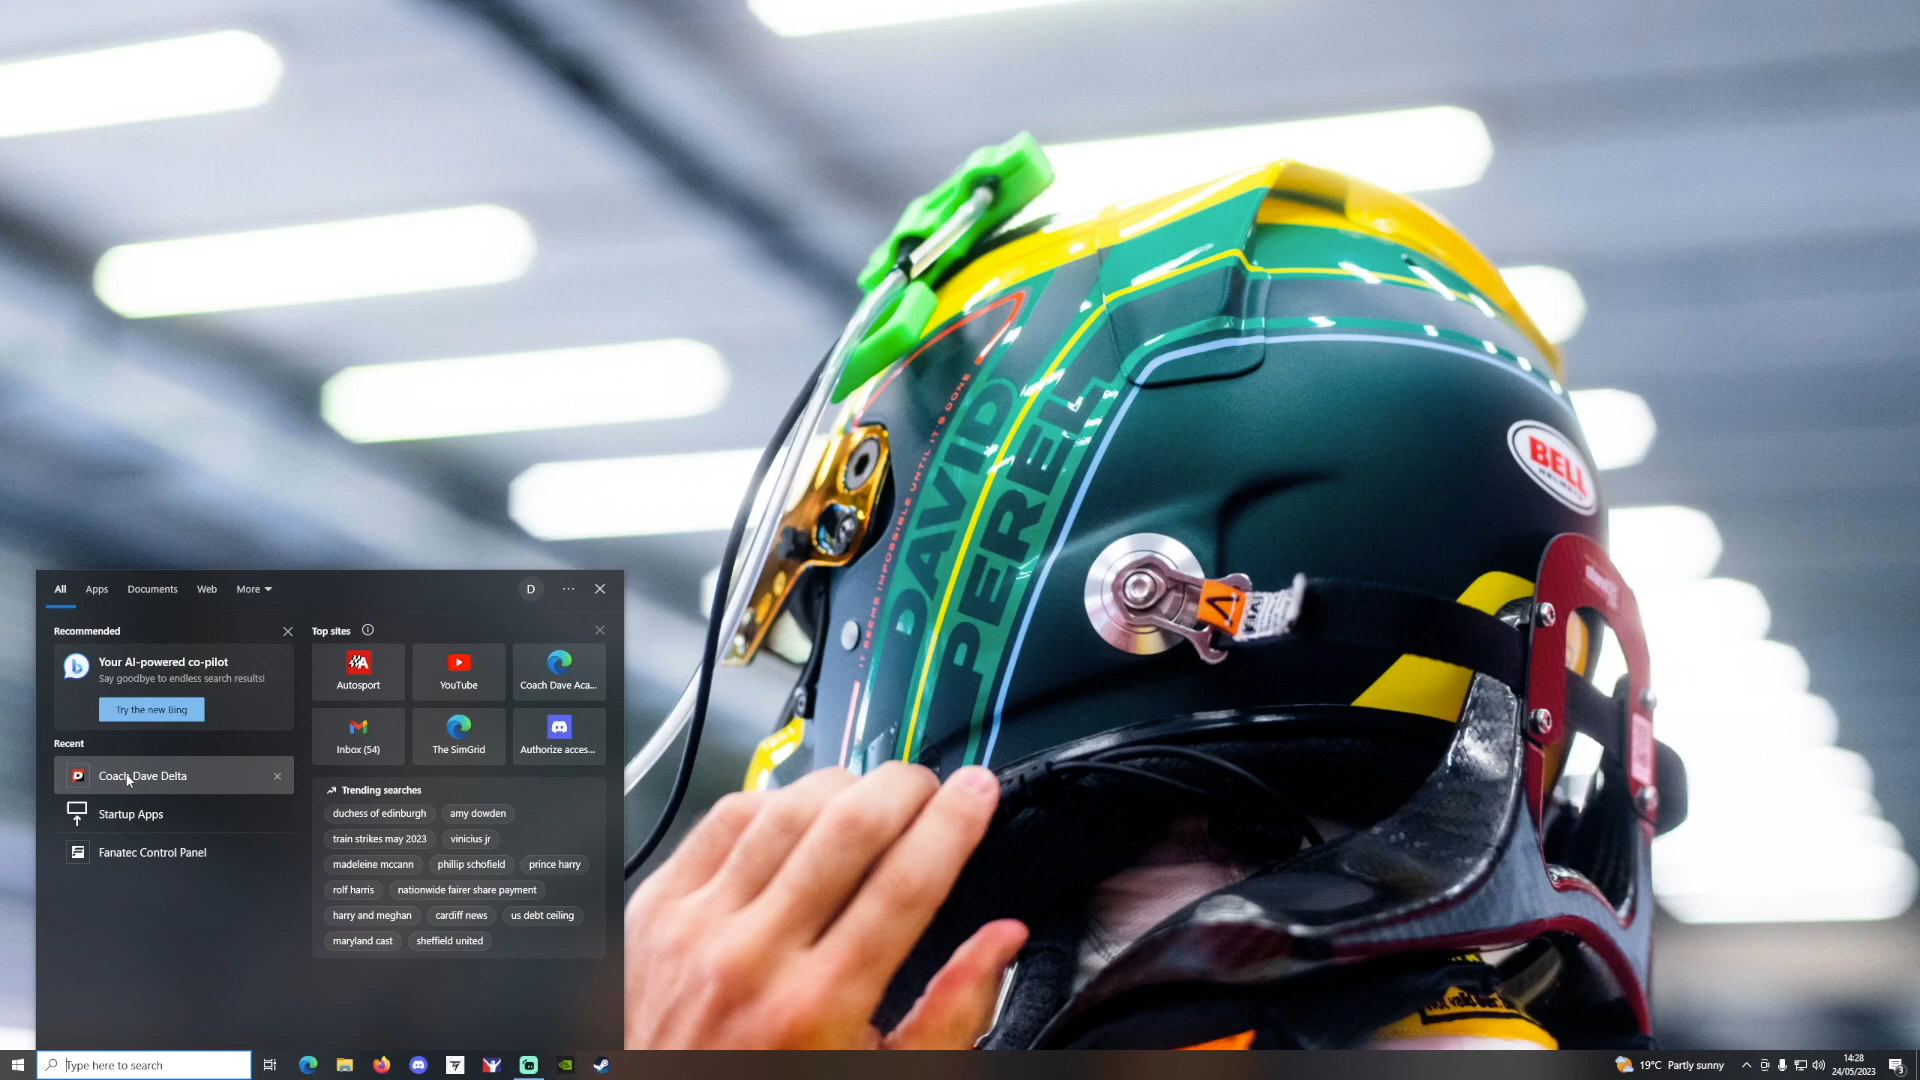 IT SEEMS IMPOSSIBLE UNTIL IT'S DONE
DAVID
PEREL
BELL
HELMETS
All
Apps
Documents
Web
More
D
Recommended
Your AI-powered co-pilot
Say goodbye to endless search results!
Try the new Bing
Recent
Coach Dave Delta
Startup Apps
Fanatec Control Panel
Top sites
Autosport
YouTube
Coach Dave Aca...
Inbox (54)
The SimGrid
Authorize acces...
Trending searches
duchess of edinburgh
amy dowden
train strikes may 2023
vinicius jr
madeleine mccann
phillip schofield
prince harry
rolf harris
nationwide fairer share payment
harry and meghan
cardiff news
us debt ceiling
maryland cast
sheffield united
Type here to search
19°C Partly sunny
14:28
24/05/2023
3